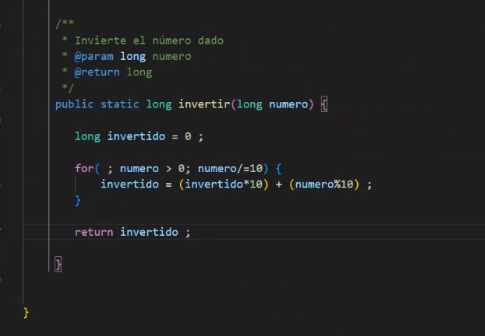 /**
 * Invierte el número dado
 * @param long numero
 * @return long
 */
public static long invertir(long numero) {
long invertido = 0 ;
for( ; numero > 0; numero/=10) {
invertido = (invertido*10) + (numero%10) ;
}
return invertido ;
}
}